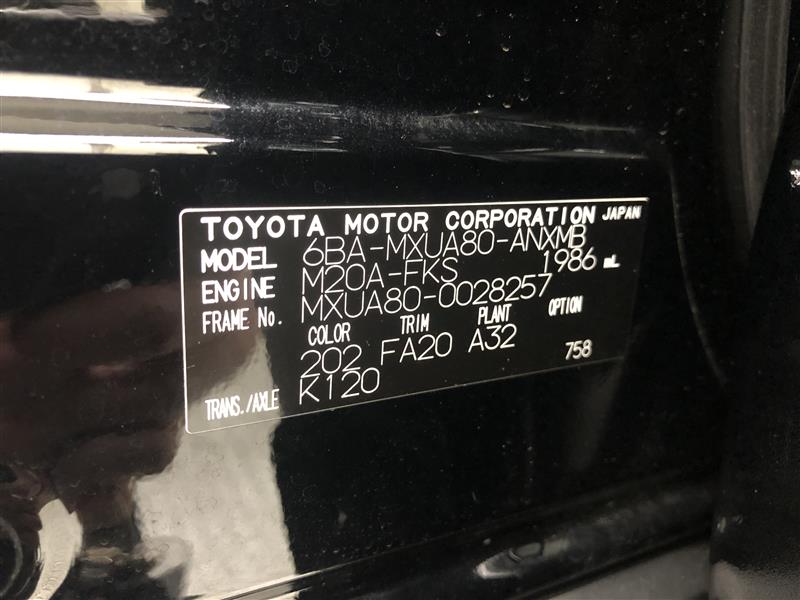 TOYOTA MOTOR CORPORATION JAPAN
MODEL 6BA-MXUA80-ANXMB
ENGINE M20A-FKS 1986 mL
FRAME No. MXUA80-0028257
COLOR TRIM PLANT OPTION
202 FA20 A32 758
TRANS./AXLE K120